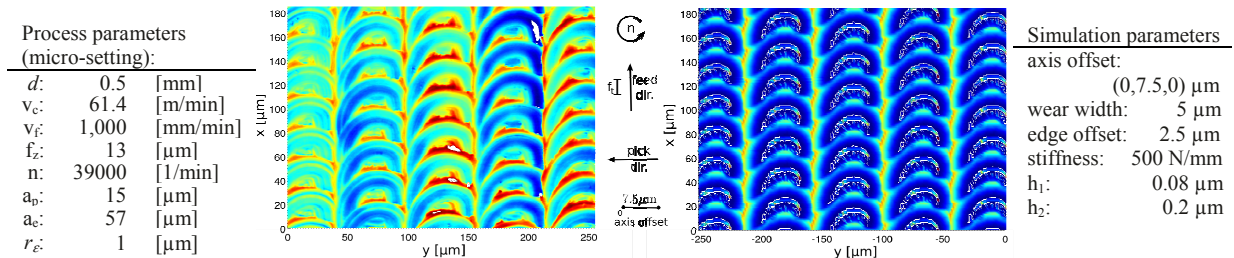 Process parameters
(micro-setting):
d: 0.5 [mm]
vc: 61.4 [m/min]
vf: 1,000 [mm/min]
fz: 13 [µm]
n: 39000 [1/min]
ap: 15 [µm]
ae: 57 [µm]
rε: 1 [µm]
x [µm]
180
160
140
120
100
80
60
40
20
0
0 50 100 150 200 250
y [µm]
n
feed
dir.
pick
dir.
7.5µm
0
axis offset
x [µm]
180
160
140
120
100
80
60
40
20
0
-250 -200 -150 -100 -50 0
y [µm]
Simulation parameters
axis offset:
(0,7.5,0) µm
wear width: 5 µm
edge offset: 2.5 µm
stiffness: 500 N/mm
h1: 0.08 µm
h2: 0.2 µm